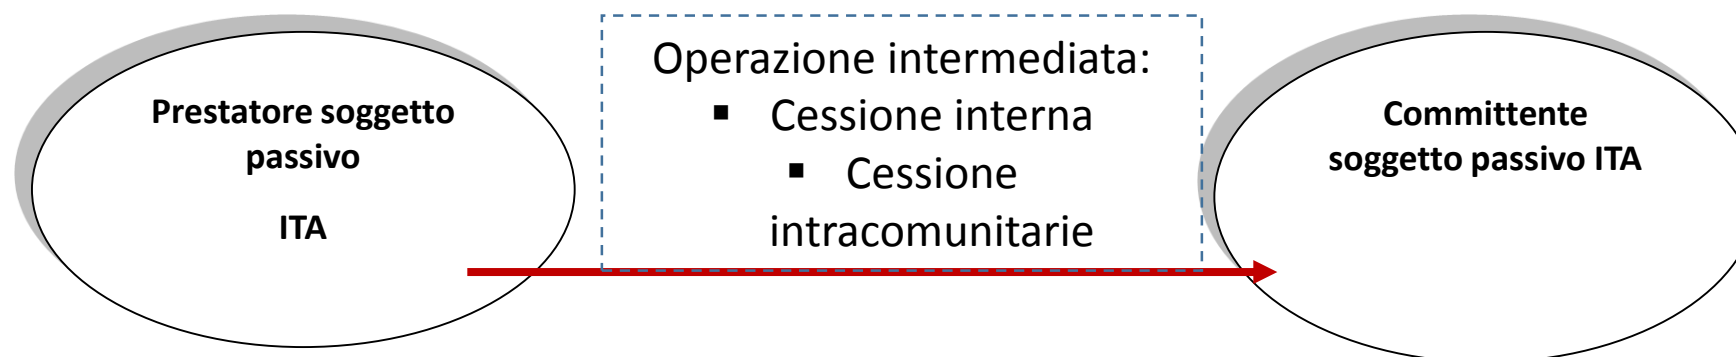 Prestatore soggetto
passivo
ITA
Operazione intermediata:
▪ Cessione interna
▪ Cessione
intracomunitarie
Committente
soggetto passivo ITA